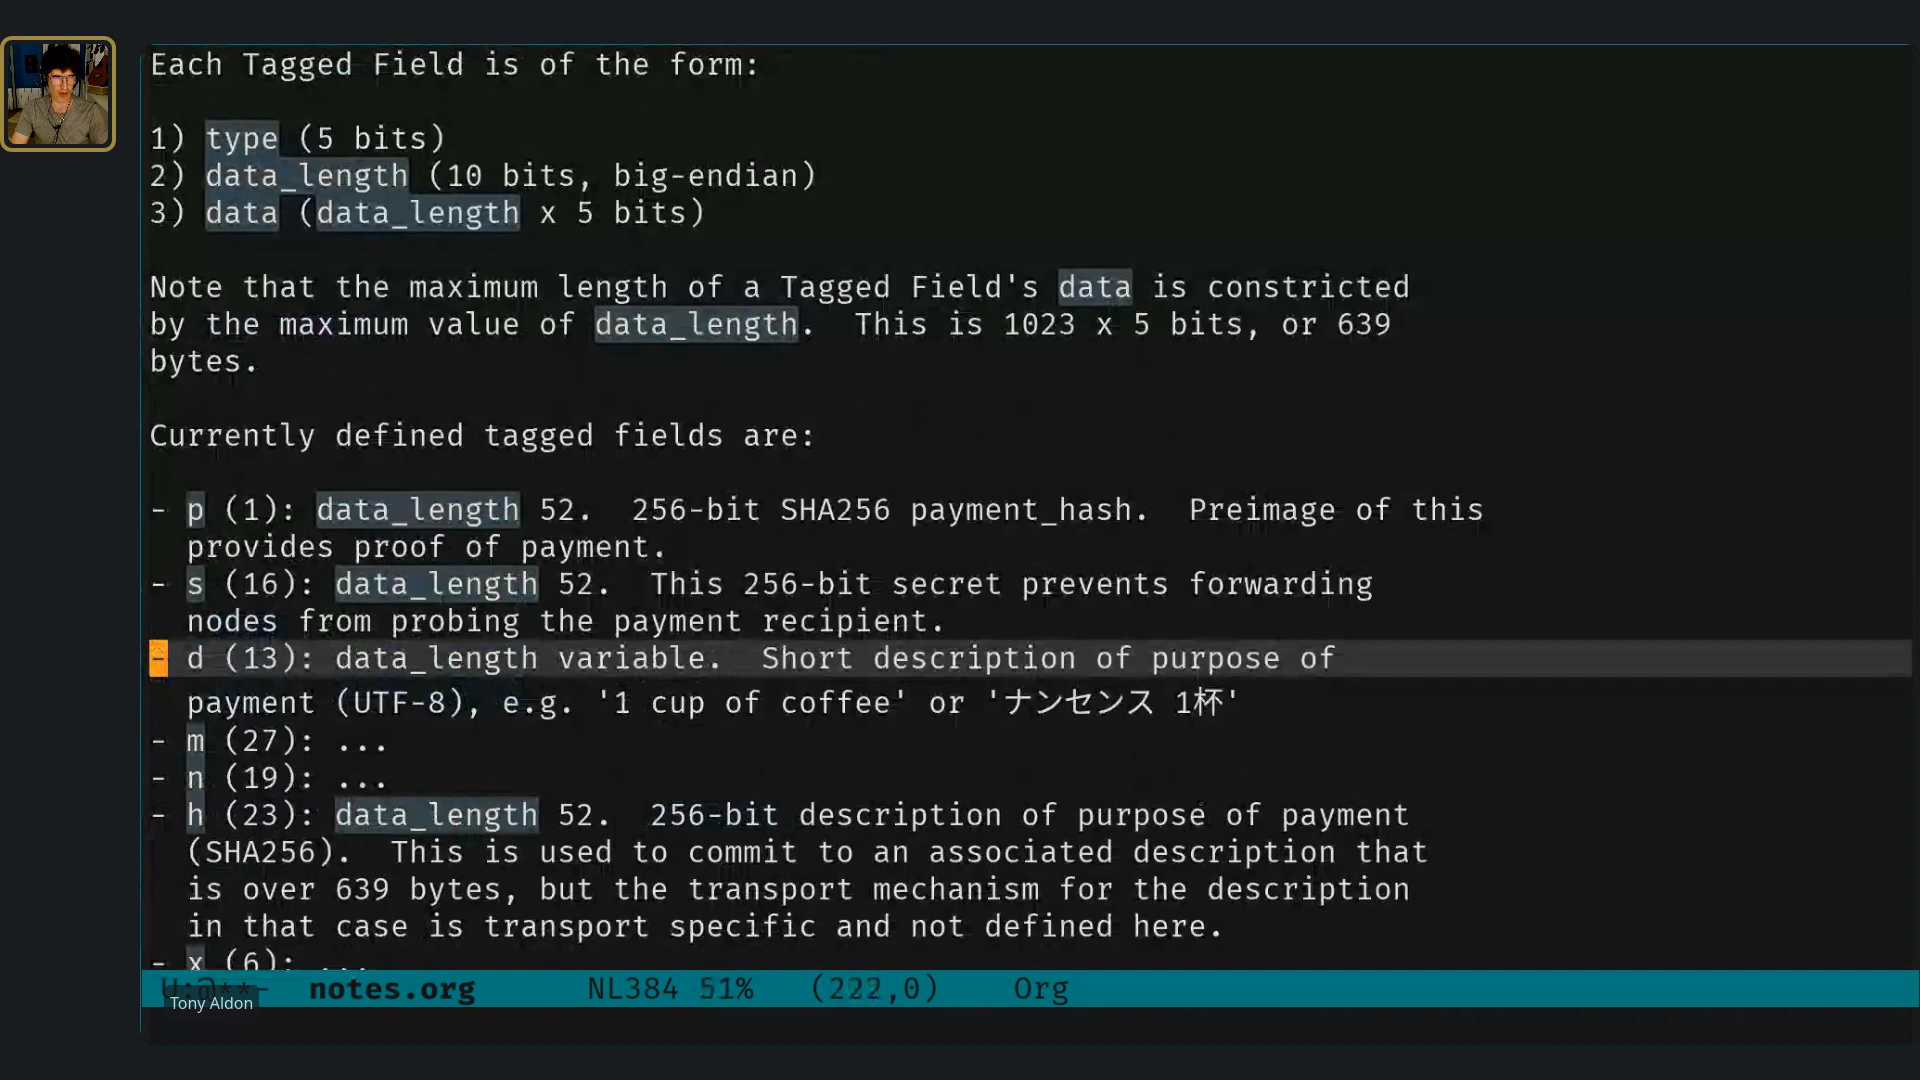 Each Tagged Field is of the form:
1) type (5 bits)
2) data_length (10 bits, big-endian)
3) data (data_length x 5 bits)
Note that the maximum length of a Tagged Field's data is constricted
by the maximum value of data_length.  This is 1023 x 5 bits, or 639
bytes.
Currently defined tagged fields are:
- p (1): data_length 52.  256-bit SHA256 payment_hash.  Preimage of this
provides proof of payment.
- s (16): data_length 52.  This 256-bit secret prevents forwarding
nodes from probing the payment recipient.
- d (13): data_length variable.  Short description of purpose of
payment (UTF-8), e.g. '1 cup of coffee' or 'ナンセンス 1杯'
- m (27): ...
- n (19): ...
- h (23): data_length 52.  256-bit description of purpose of payment
(SHA256).  This is used to commit to an associated description that
is over 639 bytes, but the transport mechanism for the description
in that case is transport specific and not defined here.
- x (6): ...
U:@**- notes.org NL384 51% (222,0) Org
Tony Aldon